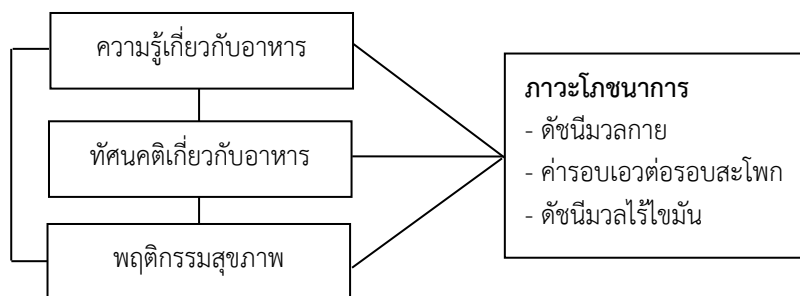 ความรู้เกี่ยวกับอาหาร
ทัศนคติเกี่ยวกับอาหาร
พฤติกรรมสุขภาพ
ภาวะโภชนาการ
- ดัชนีมวลกาย
- ค่ารอบเอวต่อรอบสะโพก
- ดัชนีมวลไร้ไขมัน